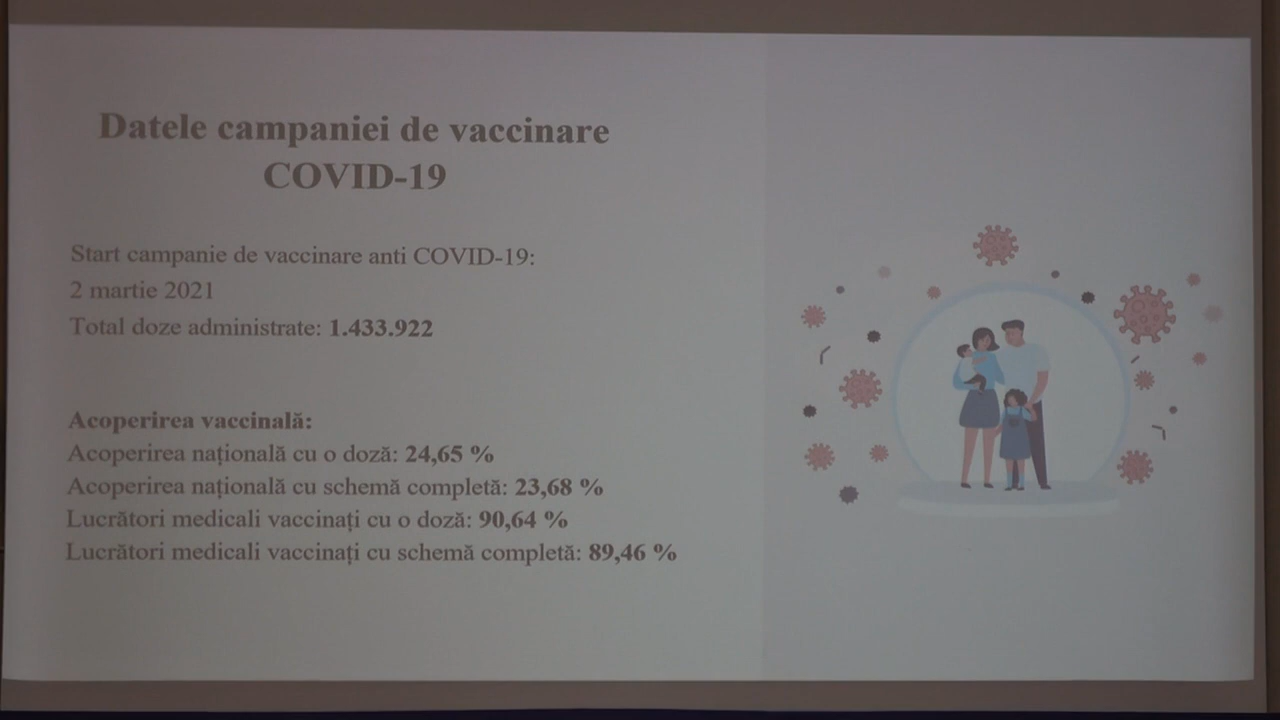 Datele campaniei de vaccinare
COVID-19
Start campanie de vaccinare anti COVID-19:
2 martie 2021
Total doze administrate: 1.433.922
Acoperirea vaccinală:
Acoperirea națională cu o doză: 24,65 %
Acoperirea națională cu schemă completă: 23,68 %
Lucrători medicali vaccinați cu o doză: 90,64 %
Lucrători medicali vaccinați cu schemă completă: 89,46 %